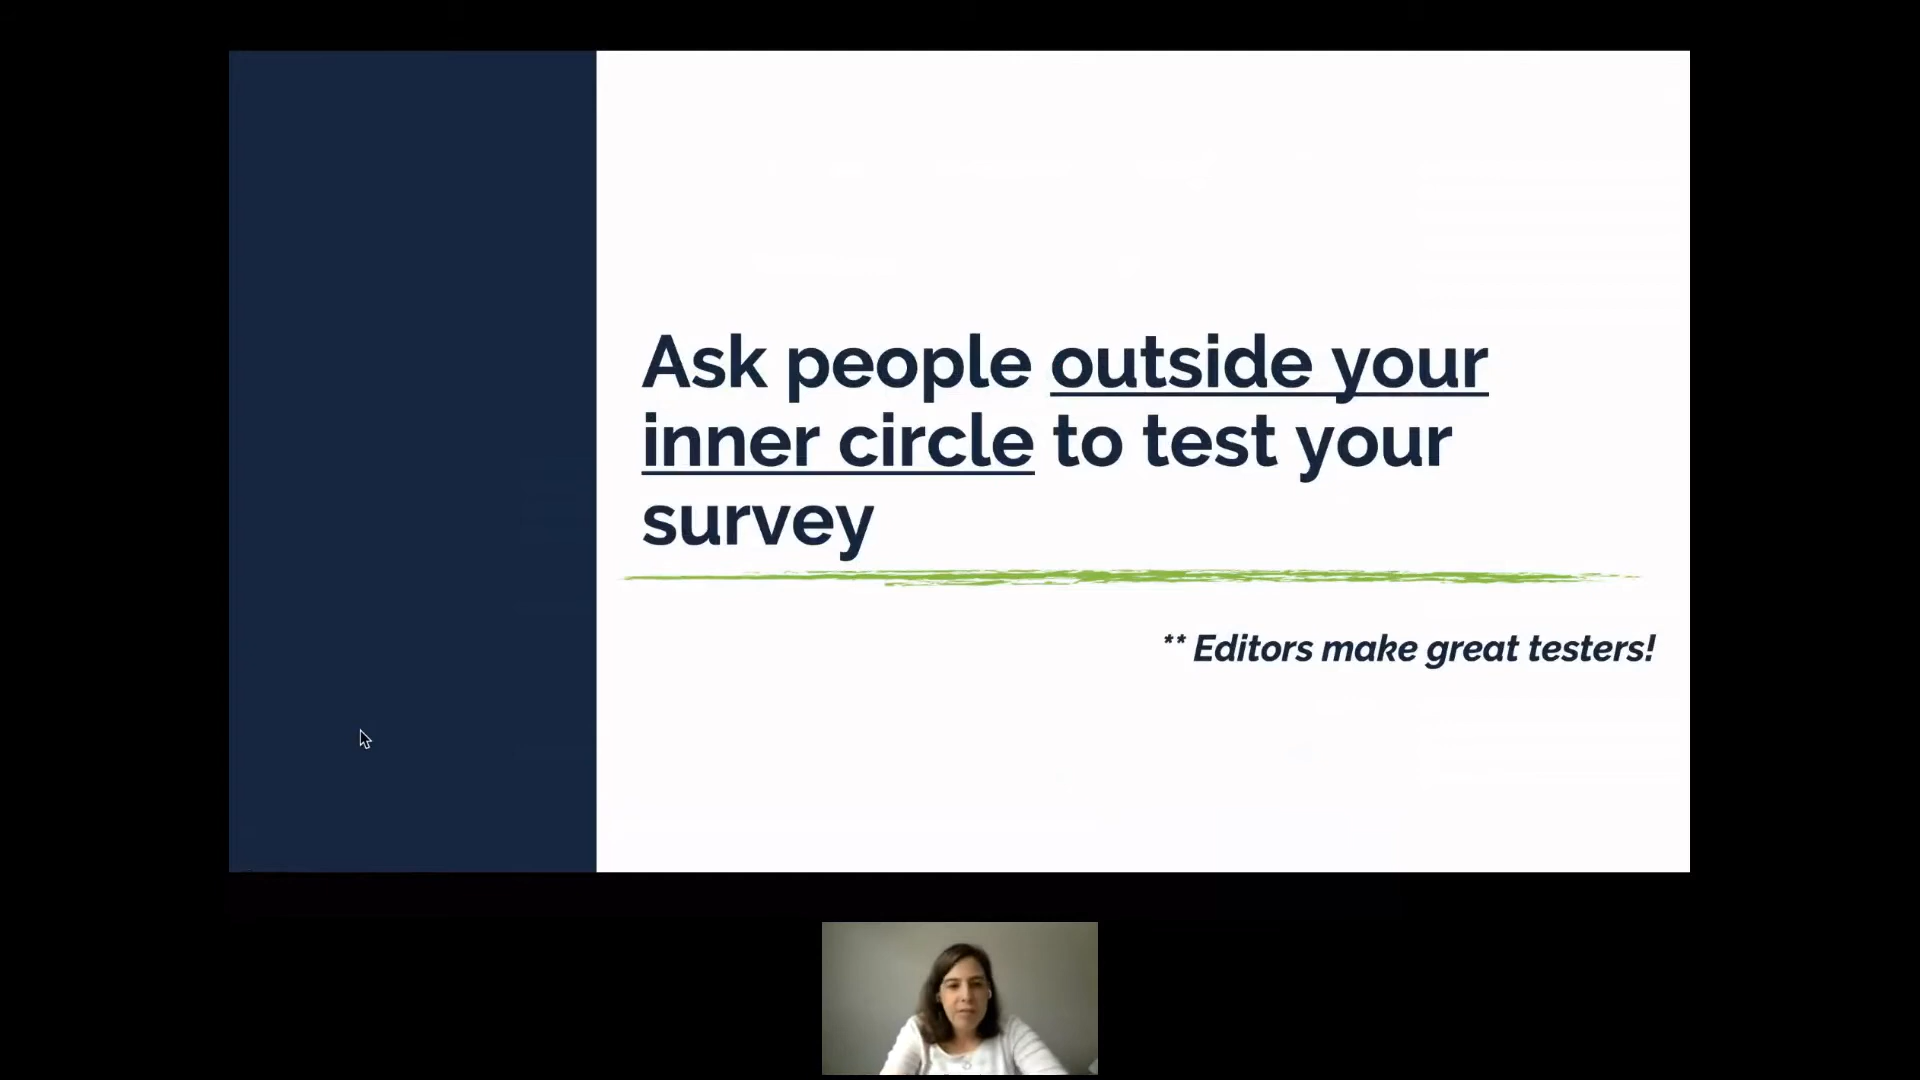 Ask people outside your
inner circle to test your
survey
** Editors make great testers!